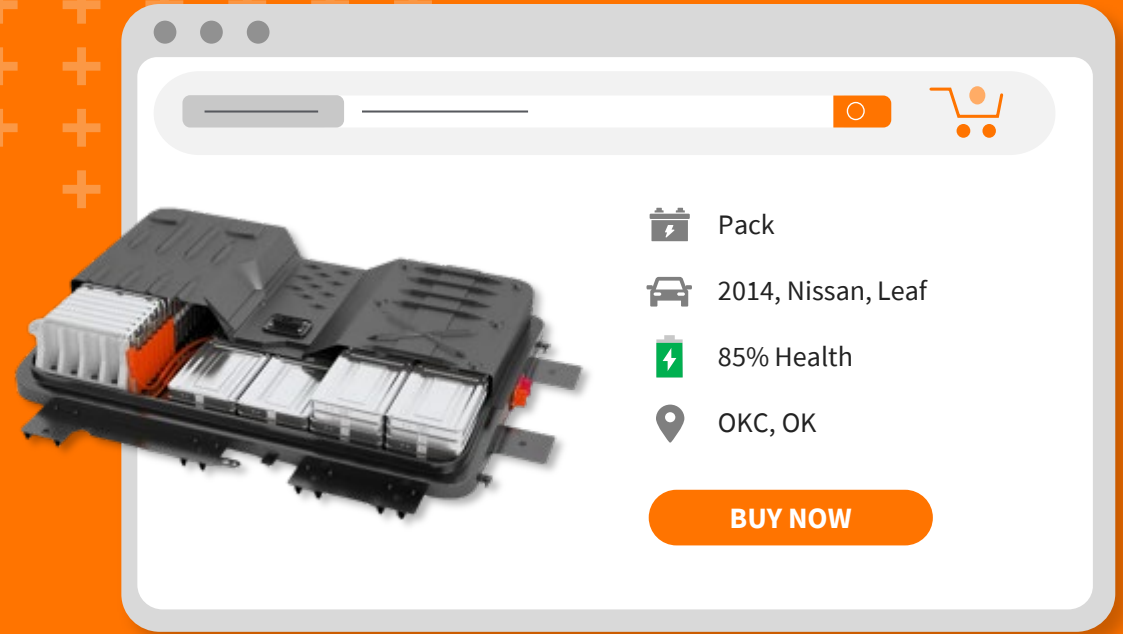 Pack
2014, Nissan, Leaf
85% Health
OKC, OK
BUY NOW